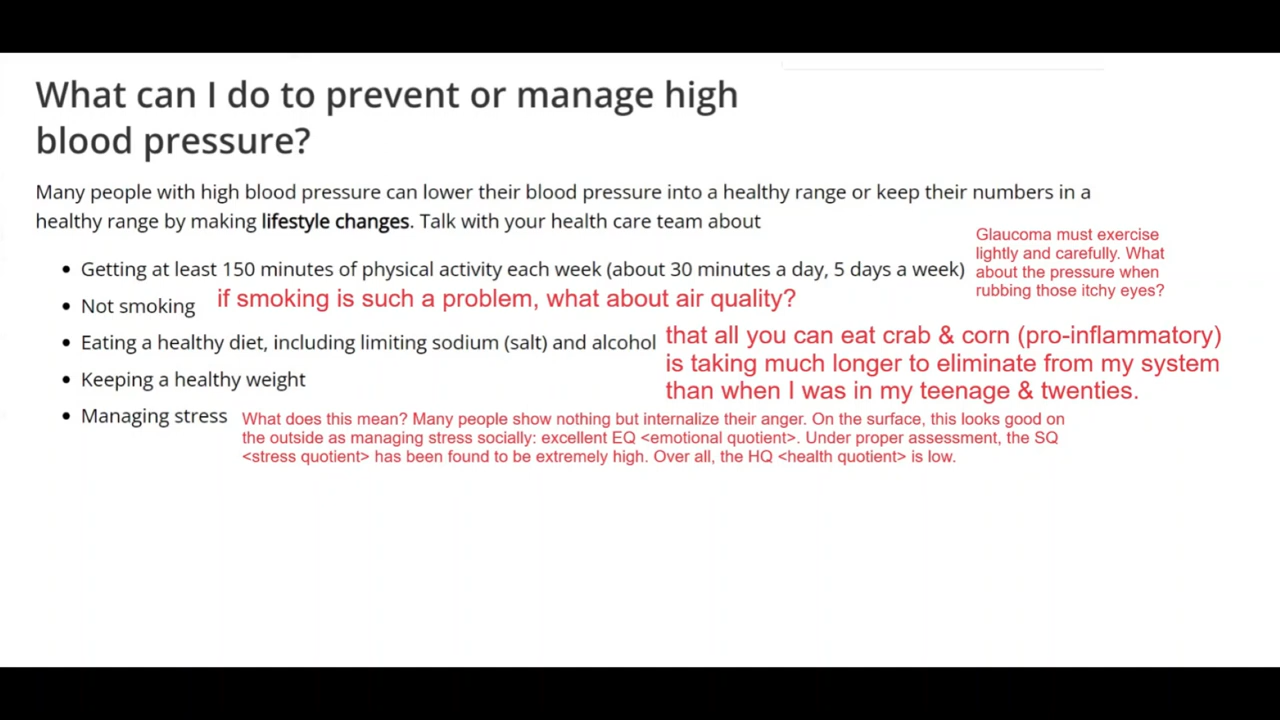 What can I do to prevent or manage high
blood pressure?
Many people with high blood pressure can lower their blood pressure into a healthy range or keep their numbers in a
healthy range by making lifestyle changes. Talk with your health care team about
• Getting at least 150 minutes of physical activity each week (about 30 minutes a day, 5 days a week)
Glaucoma must exercise
lightly and carefully. What
about the pressure when
rubbing those itchy eyes?
• Not smoking
if smoking is such a problem, what about air quality?
• Eating a healthy diet, including limiting sodium (salt) and alcohol
that all you can eat crab & corn (pro-inflammatory)
is taking much longer to eliminate from my system
than when I was in my teenage & twenties.
• Keeping a healthy weight
• Managing stress
What does this mean? Many people show nothing but internalize their anger. On the surface, this looks good on
the outside as managing stress socially: excellent EQ <emotional quotient>. Under proper assessment, the SQ
<stress quotient> has been found to be extremely high. Over all, the HQ <health quotient> is low.